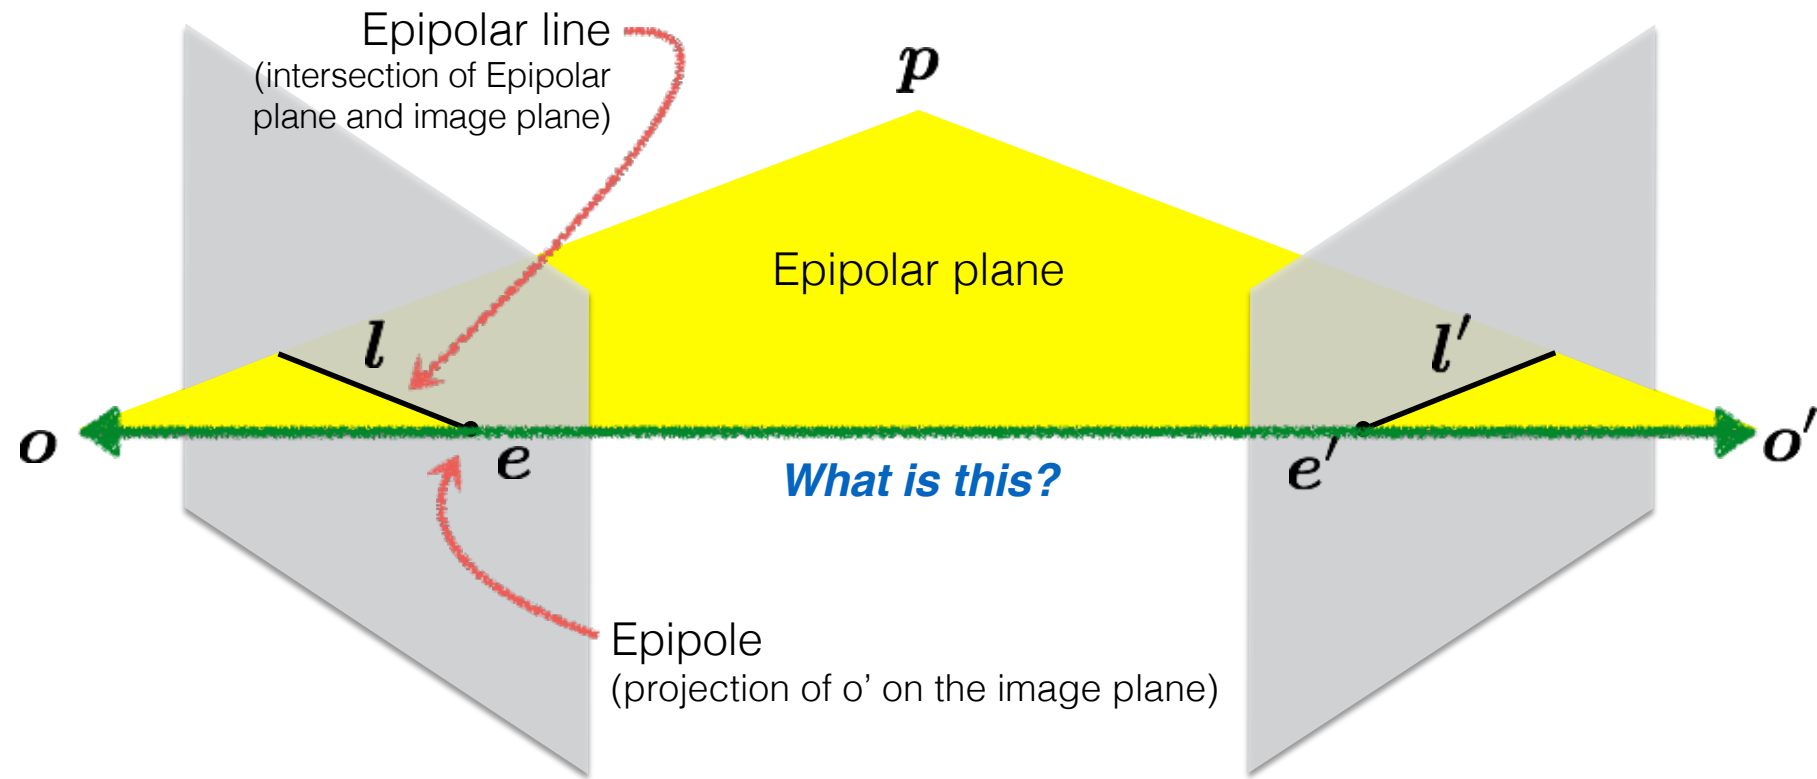 Epipolar line
(intersection of Epipolar
plane and image plane)
p
Epipolar plane
l
l′
o
e
What is this?
e′
o′
Epipole
(projection of o’ on the image plane)